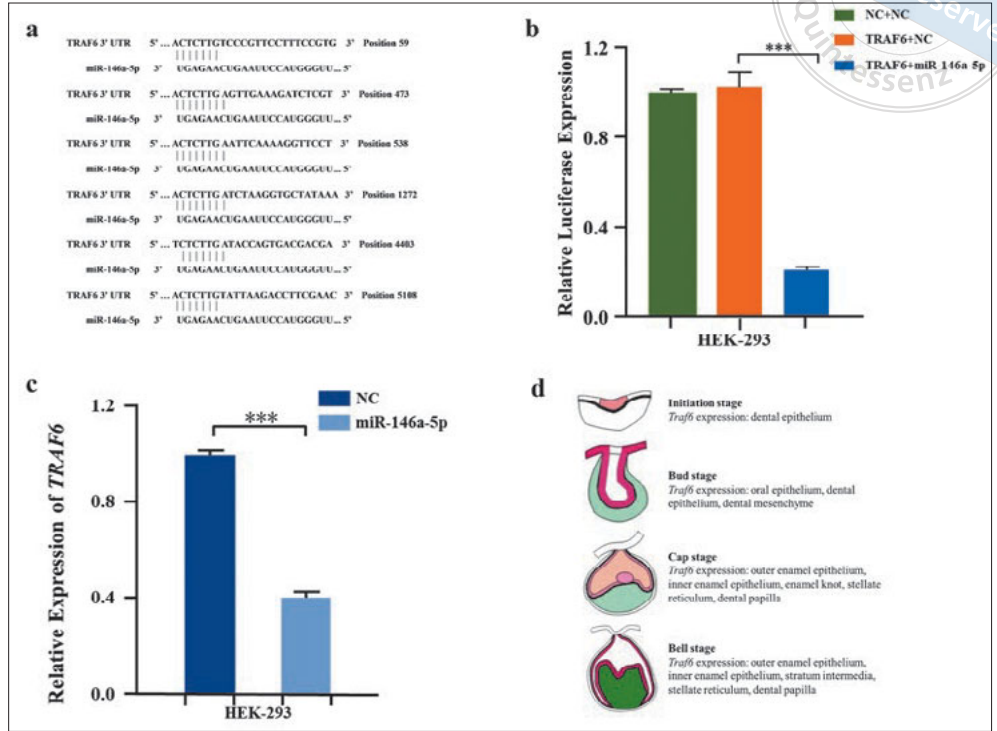 a
TRAF6 3' UTR 5' ... ACTCTTGTCCCGTTCCTTTCCGTG 3' Position 59
miR-146a-5p 3' UGAGAACUGAAUUCCAUGGGUU... 5'
TRAF6 3' UTR 5' ... ACTCTTGAGTTGAAAGATCTCGT 3' Position 473
miR-146a-5p 3' UGAGAACUGAAUUCCAUGGGUU... 5'
TRAF6 3' UTR 5' ... ACTCTTGAATTCAAAAGGTTCCT 3' Position 538
miR-146a-5p 3' UGAGAACUGAAUUCCAUGGGUU... 5'
TRAF6 3' UTR 5' ... ACTCTTGATCTAAGGTGCTATAAA 3' Position 1272
miR-146a-5p 3' UGAGAACUGAAUUCCAUGGGUU... 5'
TRAF6 3' UTR 5' ... TCTCTTGATACCAGTGACGACGA 3' Position 4403
miR-146a-5p 3' UGAGAACUGAAUUCCAUGGGUU... 5'
TRAF6 3' UTR 5' ... ACTCTTGTATTAAGACCTTCGAAC 3' Position 5108
miR-146a-5p 3' UGAGAACUGAAUUCCAUGGGUU... 5'
b
NC+NC
TRAF6+NC
TRAF6+miR-146a-5p
Quintessenz
Relative Luciferase Expression
1.2
0.8
0.4
0.0
***
HEK-293
c
NC
miR-146a-5p
Relative Expression of TRAF6
1.2
0.8
0.4
0.0
***
HEK-293
d
Initiation stage
Traf6 expression: dental epithelium
Bud stage
Traf6 expression: oral epithelium, dental
epithelium, dental mesenchyme
Cap stage
Traf6 expression: outer enamel epithelium,
inner enamel epithelium, enamel knot, stellate
reticulum, dental papilla
Bell stage
Traf6 expression: outer enamel epithelium,
inner enamel epithelium, stratum intermedia,
stellate reticulum, dental papilla